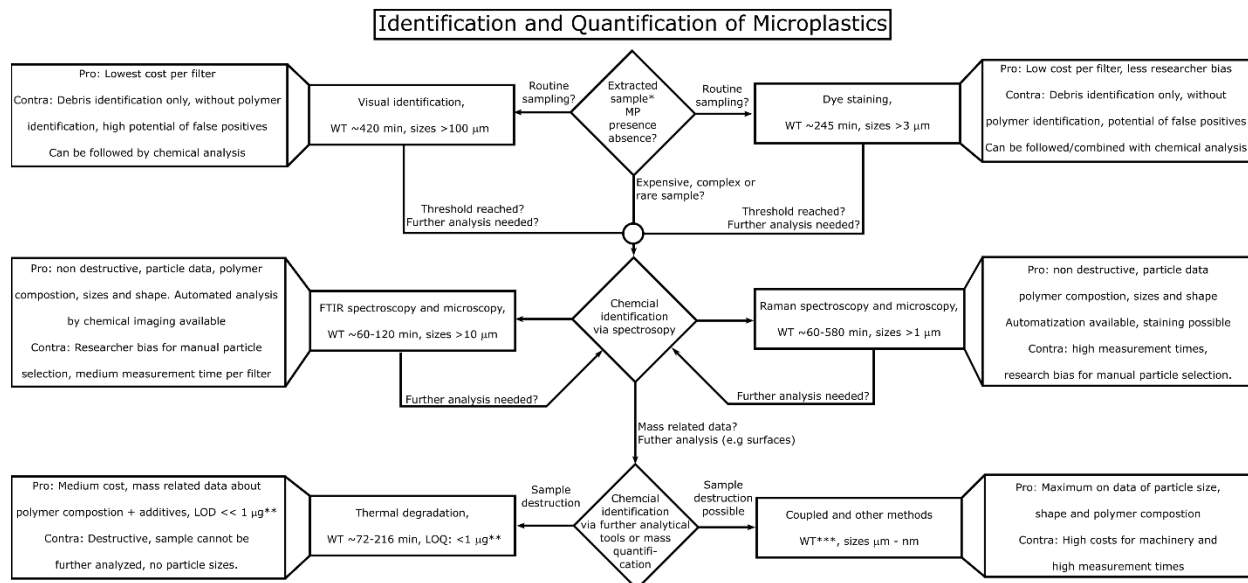 Identification and Quantification of Microplastics
Pro: Lowest cost per filter
Contra: Debris identification only, without polymer
identification, high potential of false positives
Can be followed by chemical analysis
Visual identification,
WT ~420 min, sizes >100 μm
Routine
sampling?
Extracted
sample*
MP
presence
absence?
Routine
sampling?
Dye staining,
WT ~245 min, sizes >3 μm
Pro: Low cost per filter, less researcher bias
Contra: Debris identification only, without
polymer identification, potential of false positives
Can be followed/combined with chemical analysis
Expensive, complex or
rare sample?
Threshold reached?
Further analysis needed?
Threshold reached?
Further analysis needed?
Pro: non destructive, particle data, polymer
compostion, sizes and shape. Automated analysis
by chemical imaging available
Contra: Researcher bias for manual particle
selection, medium measurement time per filter
FTIR spectroscopy and microscopy,
WT ~60-120 min, sizes >10 μm
Chemcial
identification
via spectrosopy
Raman spectroscopy and microscopy,
WT ~60-580 min, sizes >1 μm
Pro: non destructive, particle data
polymer compostion, sizes and shape
Automatization available, staining possible
Contra: high measurement times,
research bias for manual particle selection.
Further analysis needed?
Further analysis needed?
Mass related data?
Futher analysis (e.g surfaces)
Pro: Medium cost, mass related data about
polymer compostion + additives, LOD << 1 μg**
Contra: Destructive, sample cannot be
further analyzed, no particle sizes.
Thermal degradation,
WT ~72-216 min, LOQ: <1 μg**
Sample
destruction
Chemcial
identification
via further analytical
tools or mass
quantifi-
cation
Sample
destruction
possible
Coupled and other methods
WT***, sizes μm - nm
Pro: Maximum on data of particle size,
shape and polymer compostion
Contra: High costs for machinery and
high measurement times